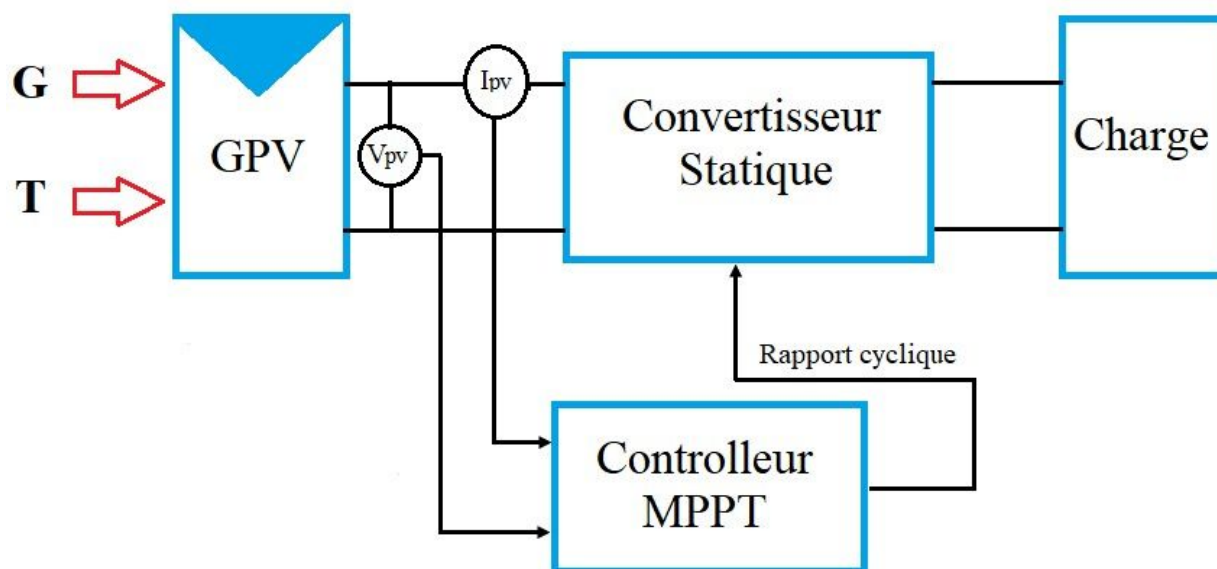 G
T
GPV
Ipv
Vpv
Convertisseur
Statique
Charge
Rapport cyclique
Controlleur
MPPT